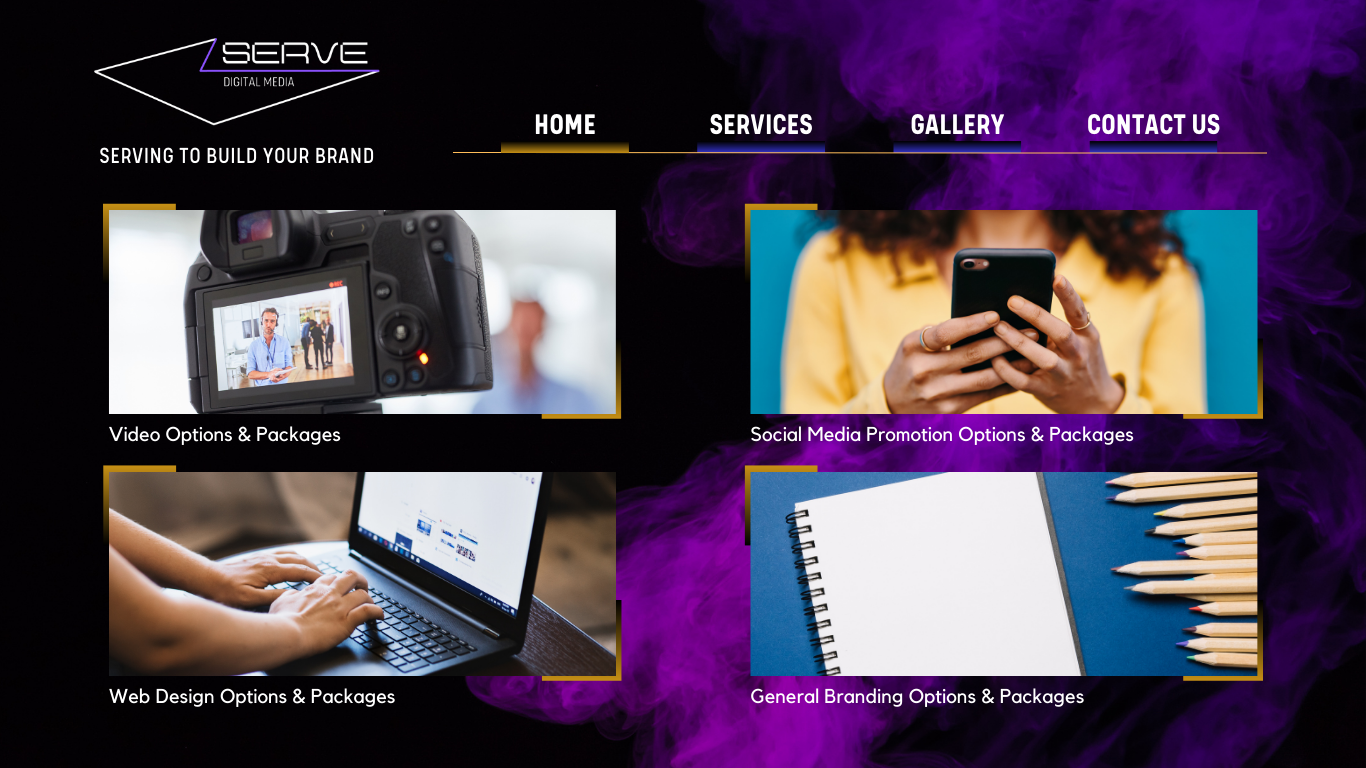 SERVE
DIGITAL MEDIA
SERVING TO BUILD YOUR BRAND
HOME
SERVICES
GALLERY
CONTACT US
Video Options & Packages
Social Media Promotion Options & Packages
Web Design Options & Packages
General Branding Options & Packages